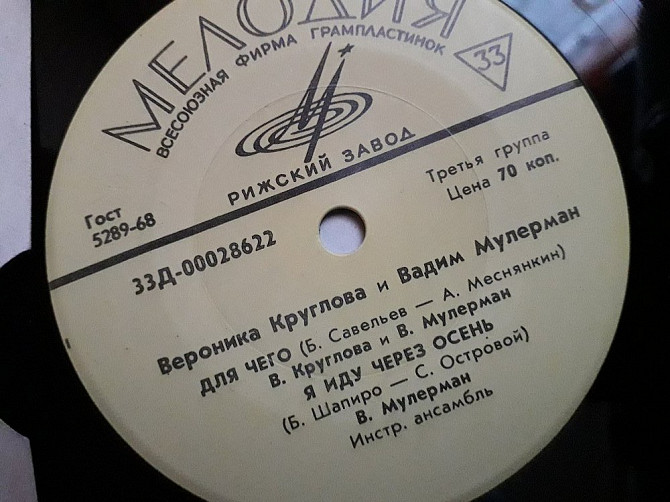 МЕЛОДИЯ
ВСЕСОЮЗНАЯ ФИРМА ГРАМПЛАСТИНОК
33
РИЖСКИЙ ЗАВОД
Гост
5289-68
Третья группа
Цена 70 коп.
33Д-00028622
Вероника Круглова и Вадим Мулерман
ДЛЯ ЧЕГО (Б. Савельев — А. Меснянкин)
В. Круглова и В. Мулерман
Я ИДУ ЧЕРЕЗ ОСЕНЬ
(Б. Шапиро — С. Островой)
В. Мулерман
Инстр. ансамбль